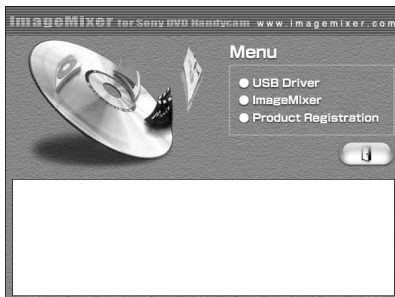 ImageMixer for Sony DVD Handycam www.imagemixer.com
Menu
USB Driver
ImageMixer
Product Registration